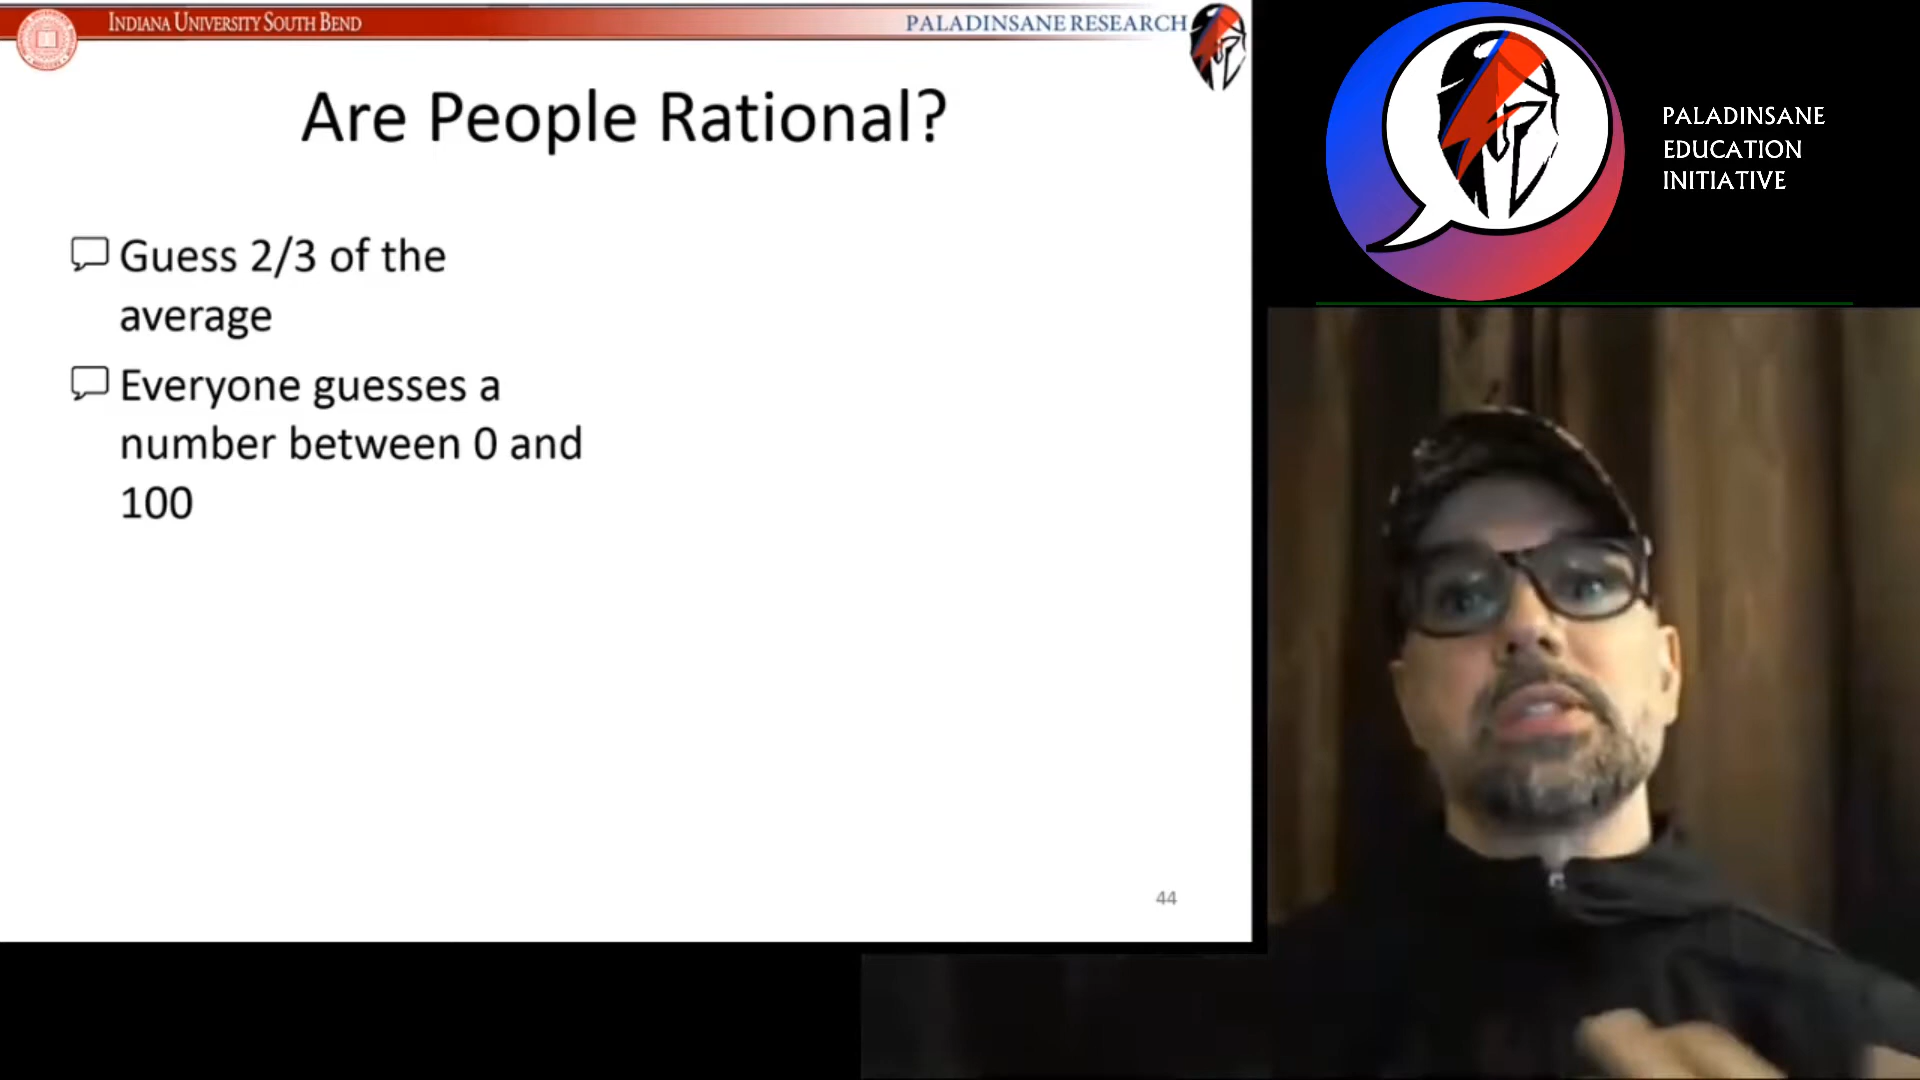 INDIANA UNIVERSITY SOUTH BEND
PALADINSANE RESEARCH
Are People Rational?
Guess 2/3 of the
average
Everyone guesses a
number between 0 and
100
44
PALADINSANE
EDUCATION
INITIATIVE